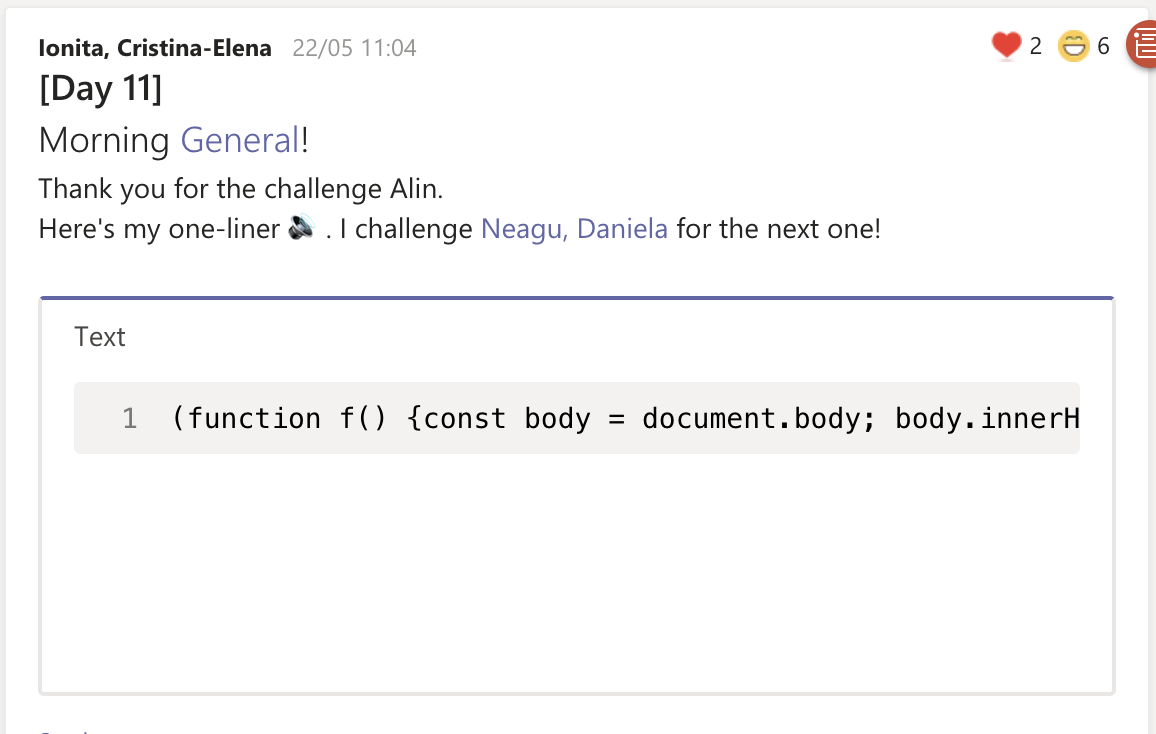 Ionita, Cristina-Elena 22/05 11:04 2 6
[Day 11]
Morning General!
Thank you for the challenge Alin.
Here's my one-liner 🔊 . I challenge Neagu, Daniela for the next one!
Text
1 (function f() {const body = document.body; body.innerH